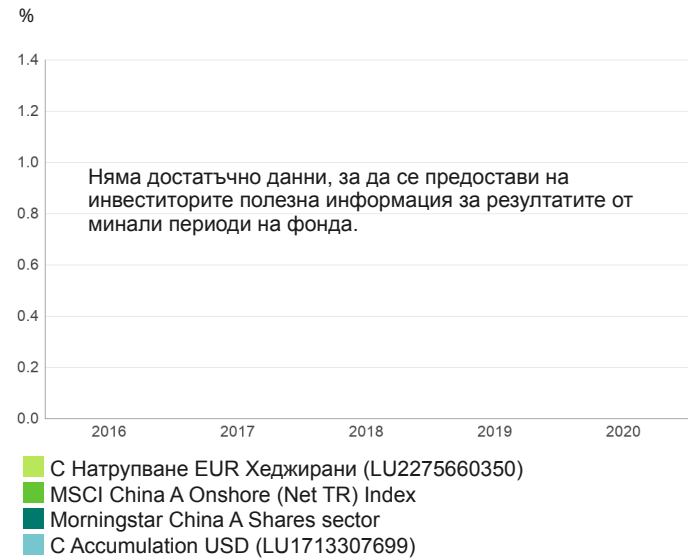 %
1.4
1.2
1.0
Няма достатъчно данни, за да се предостави на
инвеститорите полезна информация за резултатите от
0.8
минали периоди на фонда.
0.6
0.4
0.2
0.0
2016 2017 2018 2019 2020
С Натрупване EUR Хеджирани (LU2275660350)
MSCI China A Onshore (Net TR) Index
Morningstar China A Shares sector
C Accumulation USD (LU1713307699)